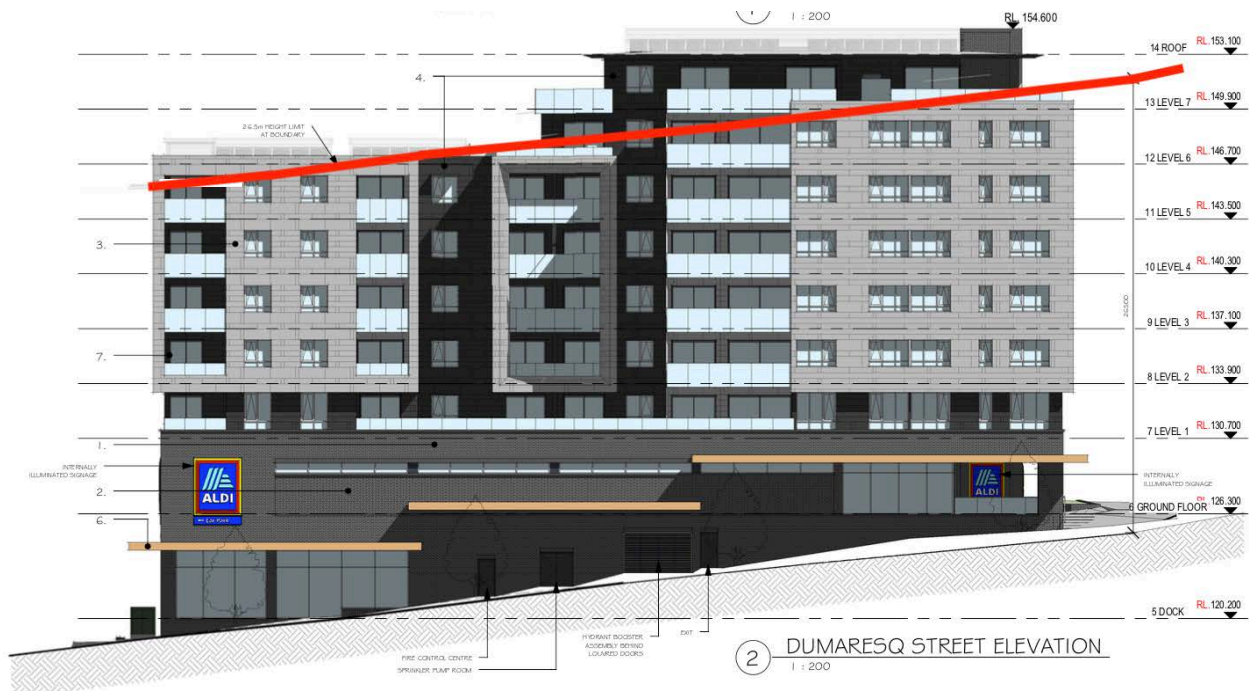 1
1 : 200
RL. 154.600
14 ROOF RL.153.100
4.
13 LEVEL 7 RL.149.900
26.5m HEIGHT LIMIT
AT BOUNDARY
12 LEVEL 6 RL.146.700
11 LEVEL 5 RL.143.500
3.
10 LEVEL 4 RL.140.300
26500
9 LEVEL 3 RL.137.100
7.
8 LEVEL 2 RL.133.900
7 LEVEL 1 RL.130.700
1.
INTERNALLY
ILLUMINATED SIGNAGE
ALDI
2.
ALDI
INTERNALLY
ILLUMINATED SIGNAGE
6 GROUND FLOOR RL.126.300
6.
5 DOCK RL.120.200
FIRE CONTROL CENTRE
SPRINKLER PUMP ROOM
HYDRANT BOOSTER
ASSEMBLY BEHIND
LOUVRED DOORS
EXIT
2 DUMARESQ STREET ELEVATION
1 : 200